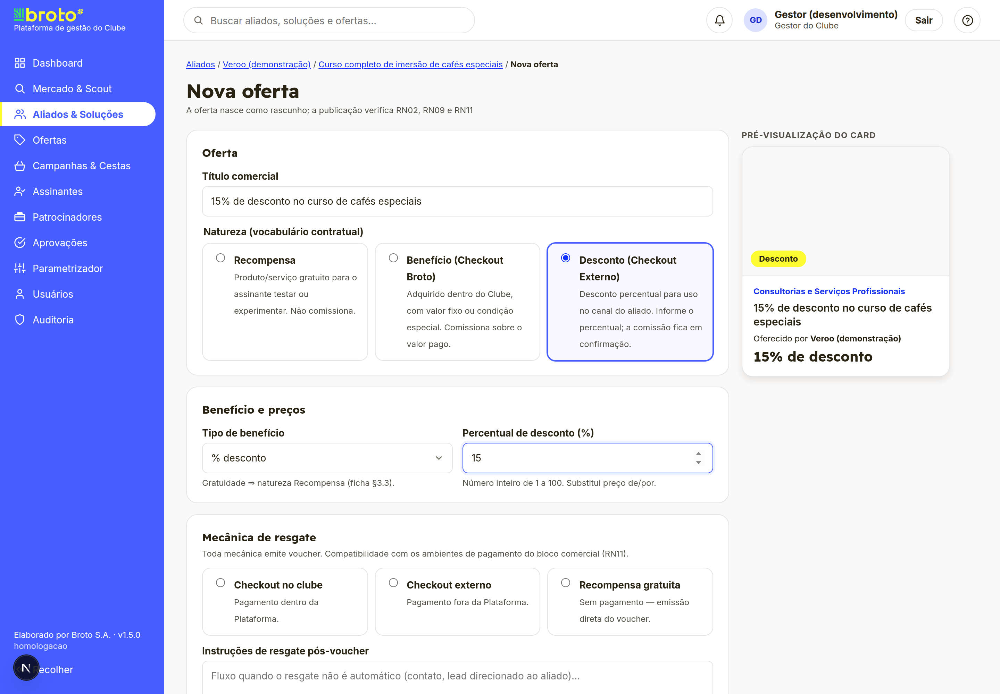 broto
Plataforma de gestão do Clube
Dashboard
Mercado & Scout
Aliados & Soluções
Ofertas
Campanhas & Cestas
Assinantes
Patrocinadores
Aprovações
Parametrizador
Usuários
Auditoria
Elaborado por Broto S.A. · v1.5.0
homologacao
N
Recolher
Buscar aliados, soluções e ofertas...
GD
Gestor (desenvolvimento)
Gestor do Clube
Sair
Aliados / Veroo (demonstração) / Curso completo de imersão de cafés especiais / Nova oferta
Nova oferta
A oferta nasce como rascunho; a publicação verifica RN02, RN09 e RN11
Oferta
Título comercial
15% de desconto no curso de cafés especiais
Natureza (vocabulário contratual)
Recompensa
Produto/serviço gratuito para o
assinante testar ou
experimentar. Não comissiona.
Benefício (Checkout
Broto)
Adquirido dentro do Clube,
com valor fixo ou condição
especial. Comissiona sobre o
valor pago.
Desconto (Checkout
Externo)
Desconto percentual para uso
no canal do aliado. Informe o
percentual; a comissão fica em
confirmação.
Benefício e preços
Tipo de benefício
% desconto
Gratuidade ⇒ natureza Recompensa (ficha §3.3).
Percentual de desconto (%)
15
Número inteiro de 1 a 100. Substitui preço de/por.
Mecânica de resgate
Toda mecânica emite voucher. Compatibilidade com os ambientes de pagamento do bloco comercial (RN11).
Checkout no clube
Pagamento dentro da
Plataforma.
Checkout externo
Pagamento fora da Plataforma.
Recompensa gratuita
Sem pagamento — emissão
direta do voucher.
Instruções de resgate pós-voucher
Fluxo quando o resgate não é automático (contato, lead direcionado ao aliado)...
PRÉ-VISUALIZAÇÃO DO CARD
Desconto
Consultorias e Serviços Profissionais
15% de desconto no curso de cafés
especiais
Oferecido por Veroo (demonstração)
15% de desconto